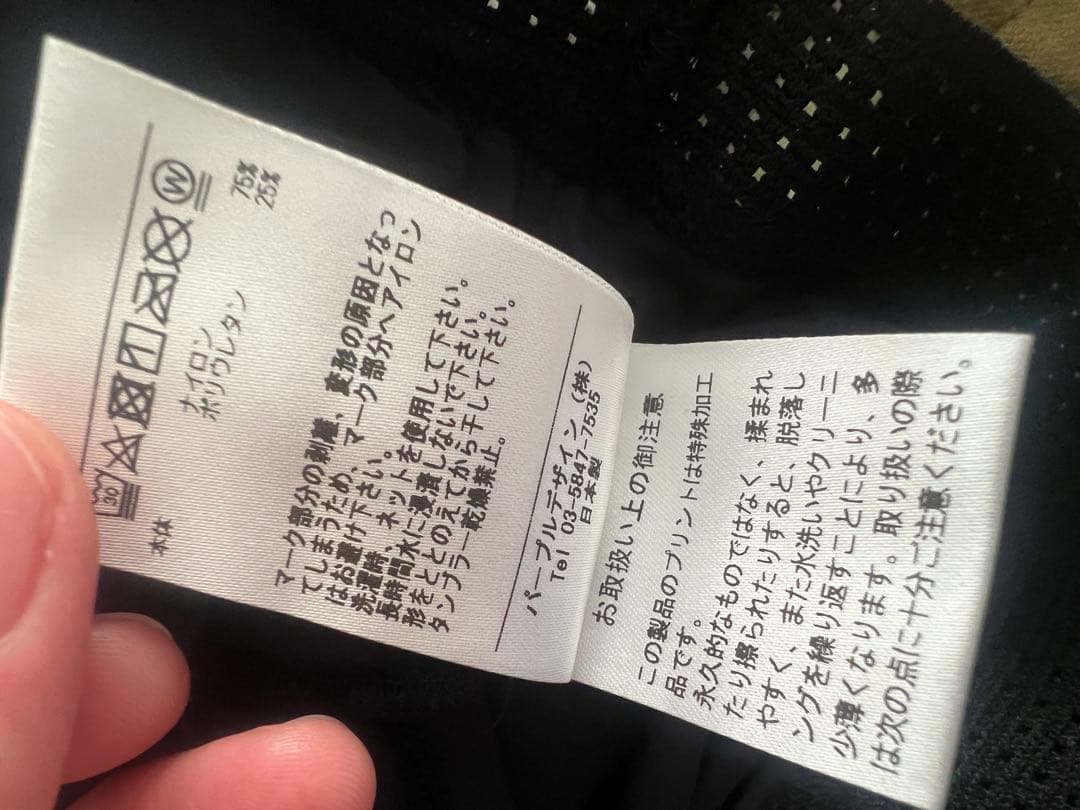 30
W
本体
ナイロン 75%
ポリウレタン 25%
マーク部分の剥離、変形の原因となっ
てしまうため、マーク部分へアイロン
はお避け下さい。
洗濯時、ネットを使用して下さい。
長時間水に浸漬しないで下さい。
形をととのえてから干して下さい。
タンブラー乾燥禁止。
パープルデザイン(株)
Tel 03-5847-7535
日本製
お取扱い上の御注意
この製品のプリントは特殊加工
品です。
永久的なものではなく、揉まれ
たり擦られたりすると、脱落し
やすく、また水洗いやクリーニ
ングを繰り返すことにより、多
少薄くなります。取り扱いの際
は次の点に十分ご注意ください。